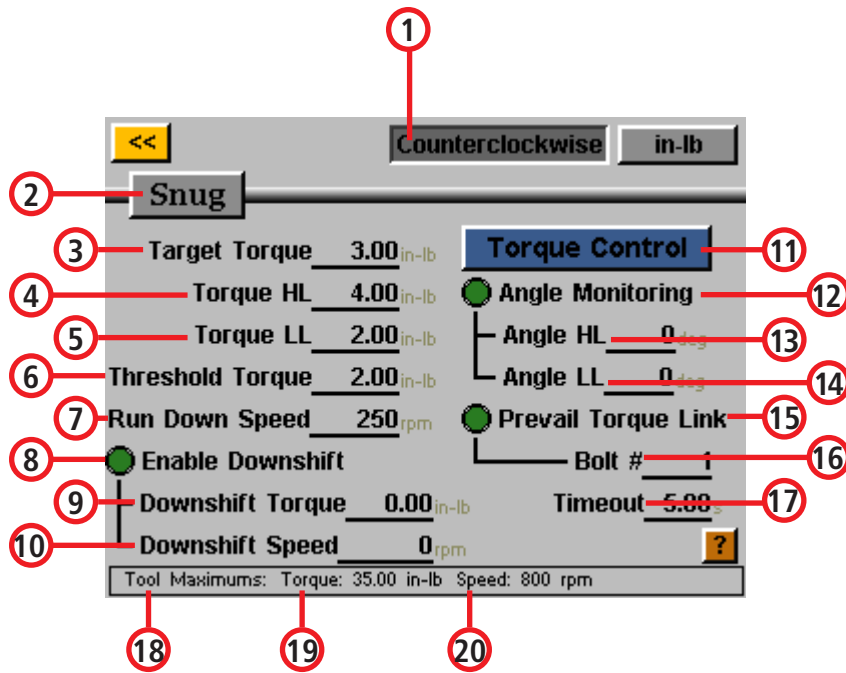 1
<< Counterclockwise in-lb
2 Snug
3 Target Torque 3.00 in-lb Torque Control 11
4 Torque HL 4.00 in-lb Angle Monitoring 12
5 Torque LL 2.00 in-lb Angle HL 0 deg 13
6 Threshold Torque 2.00 in-lb Angle LL 0 deg 14
7 Run Down Speed 250 rpm Prevail Torque Link 15
8 Enable Downshift Bolt # 1 16
9 Downshift Torque 0.00 in-lb Timeout 5.00 s 17
10 Downshift Speed 0 rpm ?
Tool Maximums: Torque: 35.00 in-lb Speed: 800 rpm
18 19 20